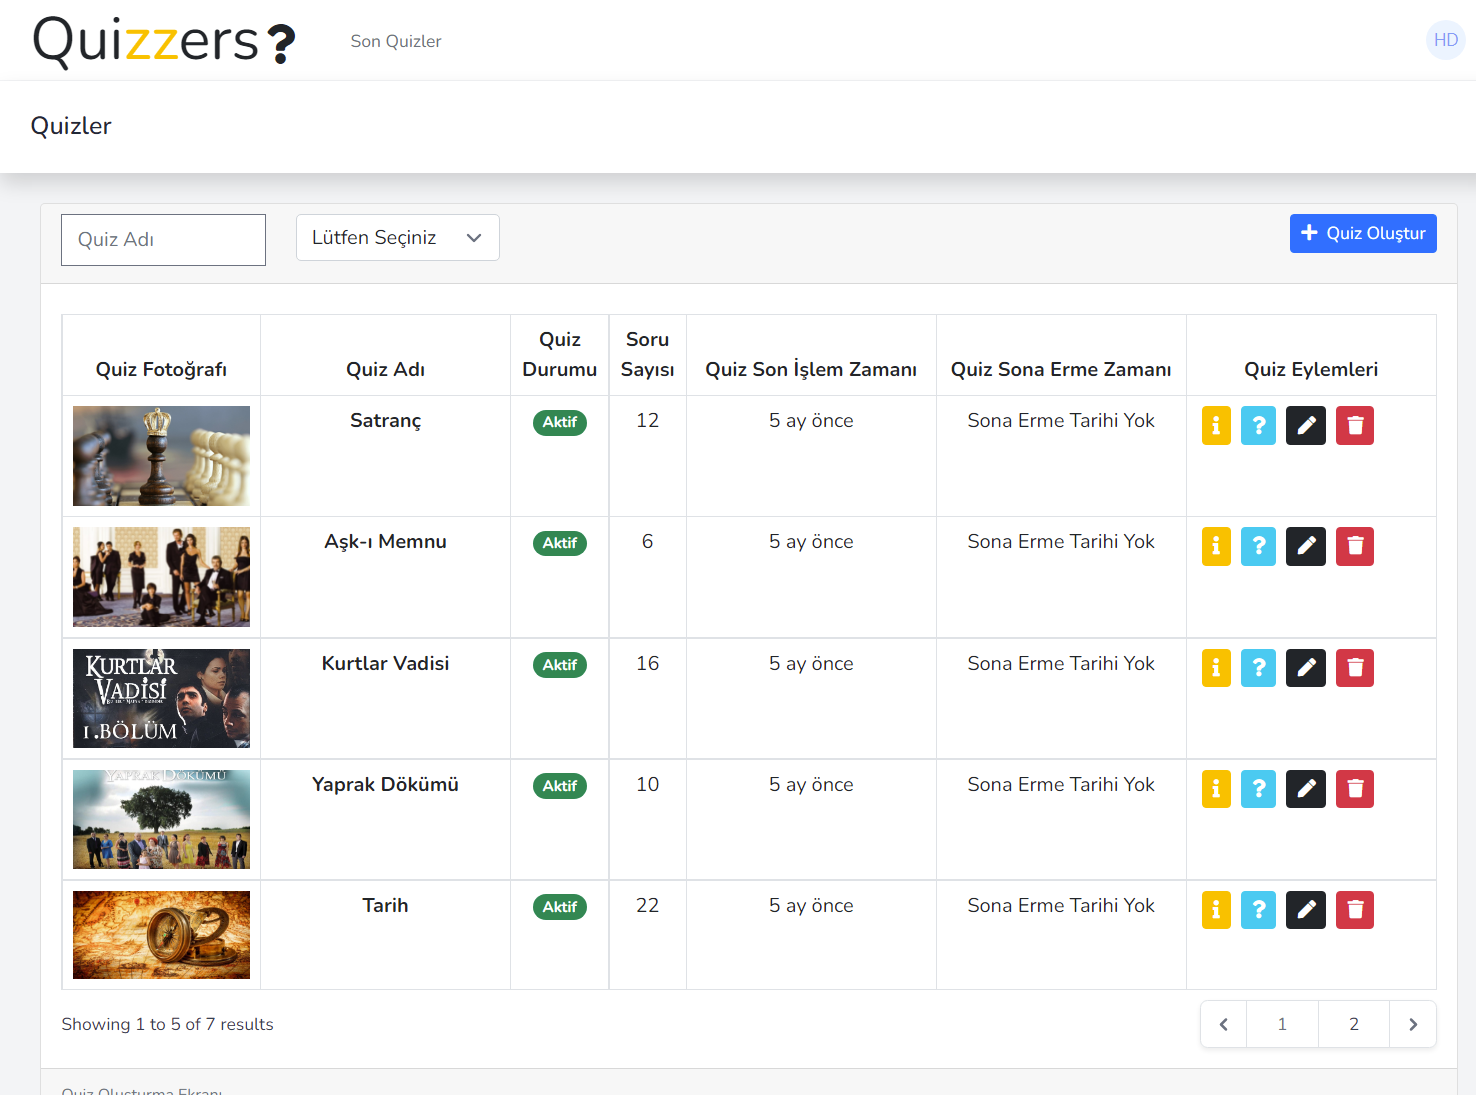 Quizzers?
Son Quizler
HD
Quizler
Quiz Adı
Lütfen Seçiniz
Quiz Oluştur
Quiz Fotoğrafı
Quiz Adı
Quiz Durumu
Soru Sayısı
Quiz Son İşlem Zamanı
Quiz Sona Erme Zamanı
Quiz Eylemleri
Satranç
Aktif
12
5 ay önce
Sona Erme Tarihi Yok
Aşk-ı Memnu
Aktif
6
5 ay önce
Sona Erme Tarihi Yok
KURTLAR
VADİSİ
1.BÖLÜM
Kurtlar Vadisi
Aktif
16
5 ay önce
Sona Erme Tarihi Yok
YAPRAK DÖKÜMÜ
Yaprak Dökümü
Aktif
10
5 ay önce
Sona Erme Tarihi Yok
Tarih
Aktif
22
5 ay önce
Sona Erme Tarihi Yok
Showing 1 to 5 of 7 results
1
2
Quiz Oluşturma Ekranı